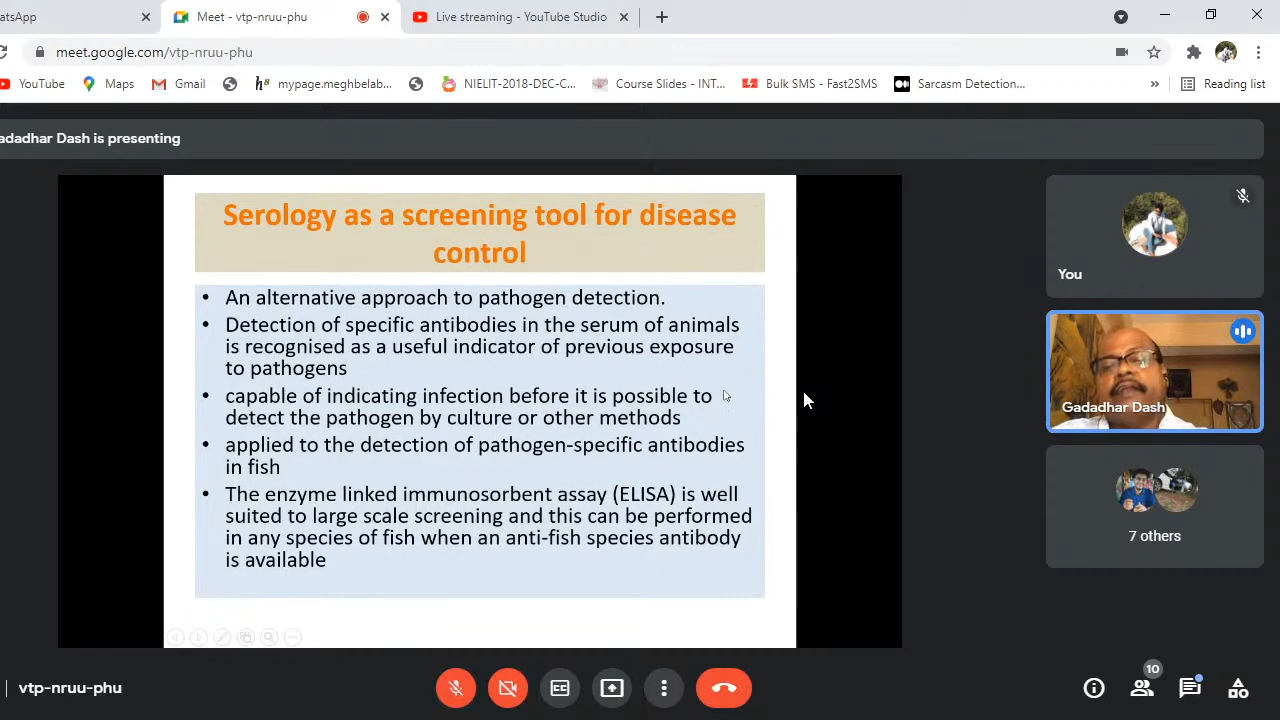 atsApp
Meet - vtp-nruu-phu
Live streaming - YouTube Studio
meet.google.com/vtp-nruu-phu
YouTube
Maps
Gmail
mypage.meghbelab...
NIELIT-2018-DEC-C...
Course Slides - INT...
Bulk SMS - Fast2SMS
Sarcasm Detection...
»
Reading list
adadhar Dash is presenting
Serology as a screening tool for disease
control
• An alternative approach to pathogen detection.
• Detection of specific antibodies in the serum of animals
is recognised as a useful indicator of previous exposure
to pathogens
• capable of indicating infection before it is possible to
detect the pathogen by culture or other methods
• applied to the detection of pathogen-specific antibodies
in fish
• The enzyme linked immunosorbent assay (ELISA) is well
suited to large scale screening and this can be performed
in any species of fish when an anti-fish species antibody
is available
You
Gadadhar Dash
7 others
vtp-nruu-phu
CC
10